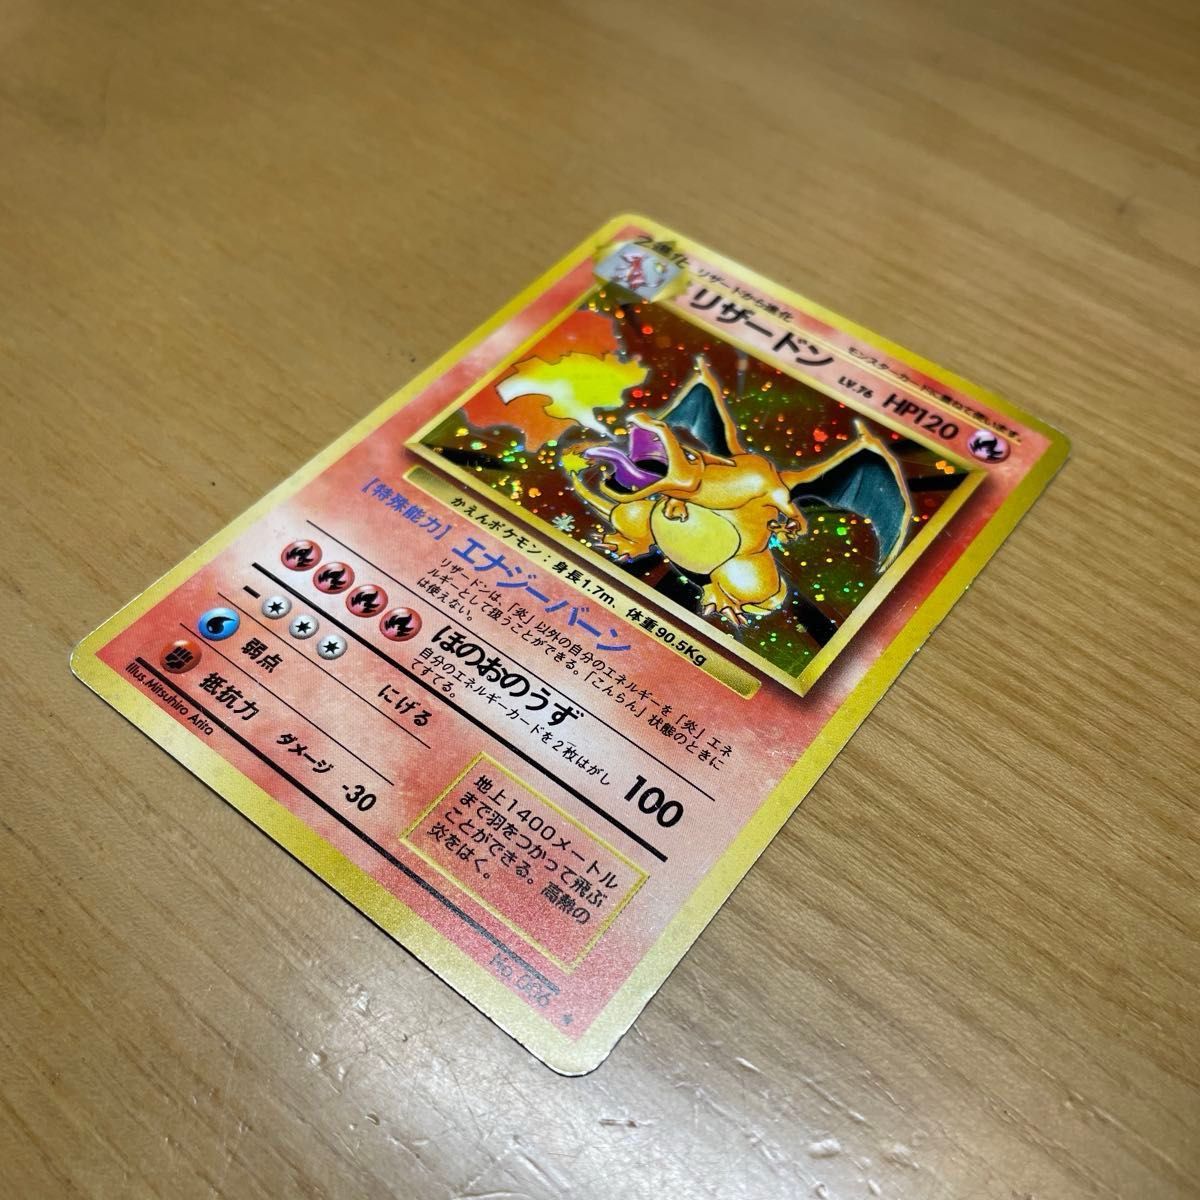 2進化
リザードから進化
モンスターカードに重ねて使います。
リザードン
LV.76 HP120
かえんポケモン：身長1.7m、体重90.5Kg
【特殊能力】エナジーバーン
リザードンは、「炎」以外の自分のエネルギーを「炎」エネ
ルギーとして扱うことができる。「こんらん」状態のときに
は使えない。
ほのおのうず 100
自分のエネルギーカードを2枚はがし
てすてる。
にげる
弱点
抵抗力 ダメージ -30
地上1400メートル
まで羽をつかって飛ぶ
ことができる。高熱の
炎をはく。
Illus.Mitsuhiro Arita
No.006